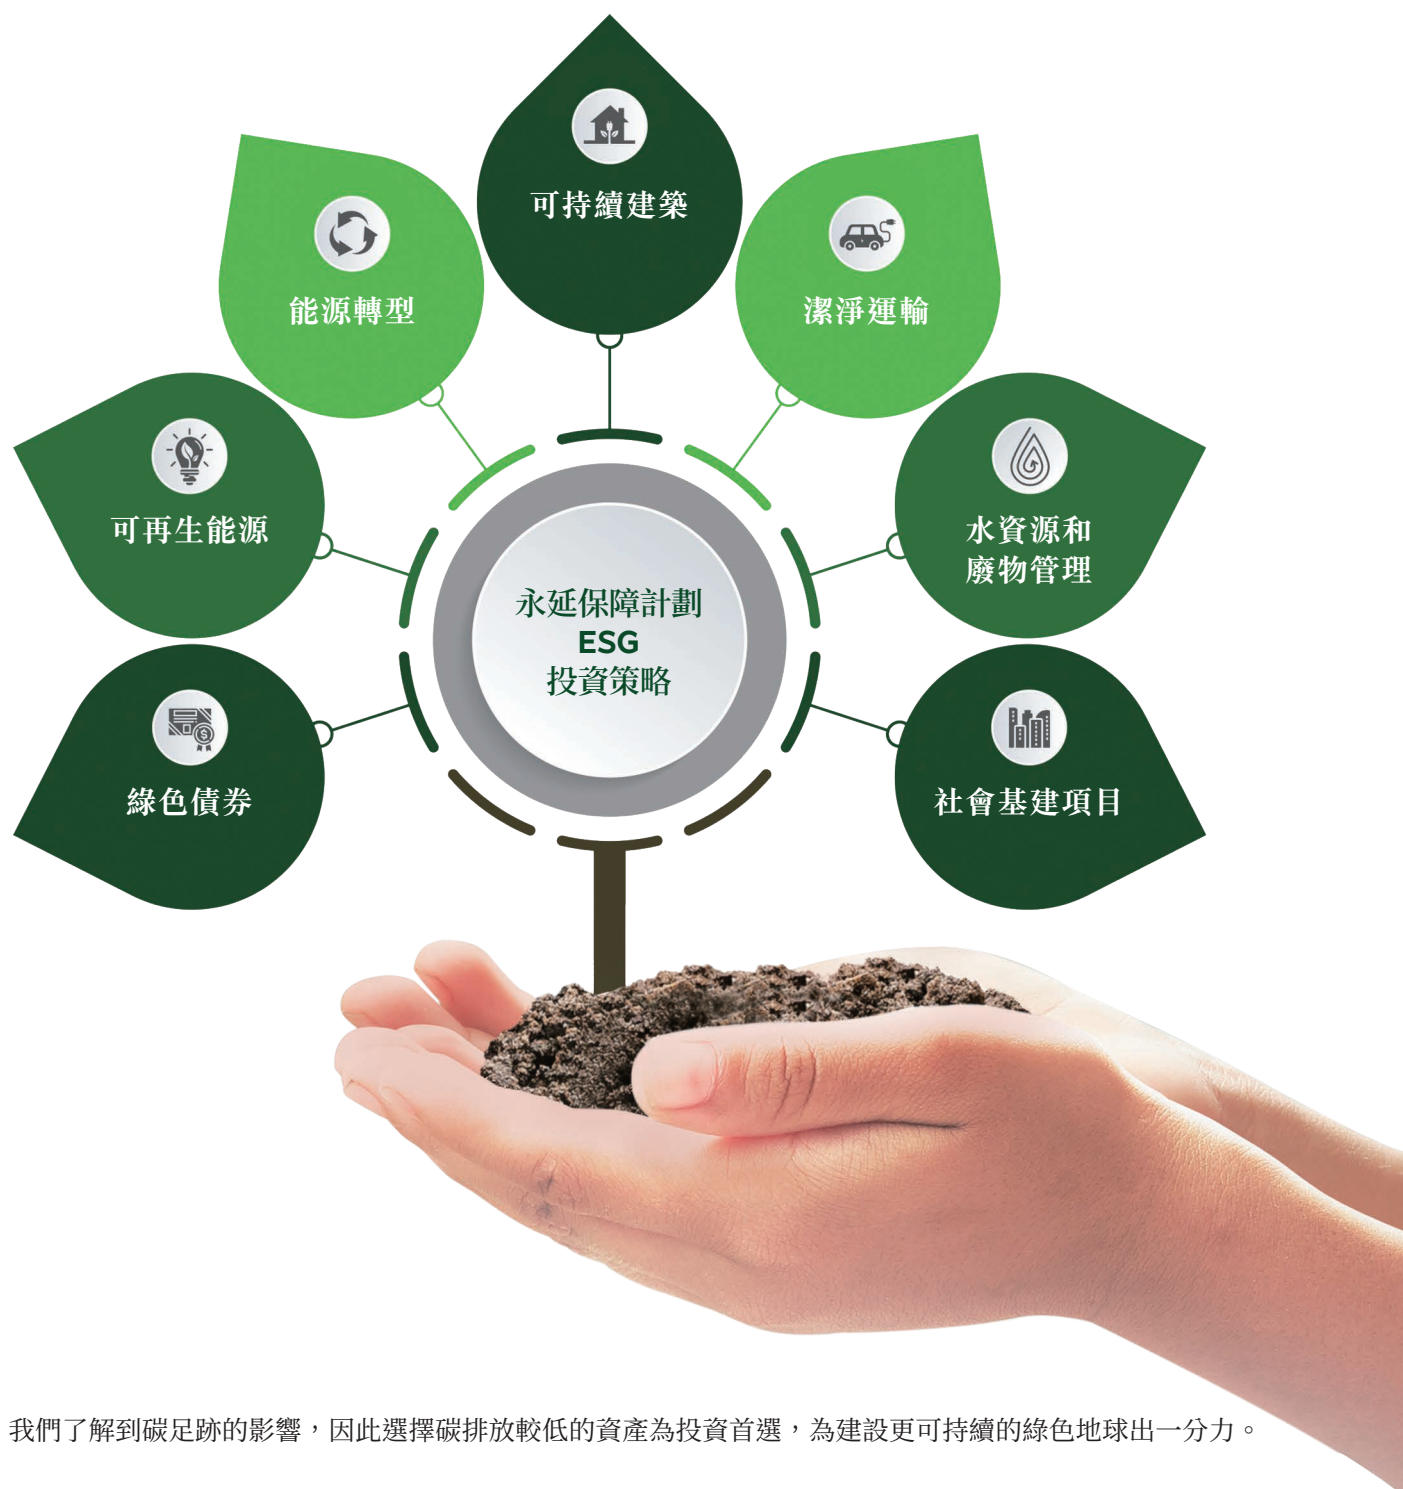 可持續建築
能源轉型
潔淨運輸
可再生能源
水資源和
廢物管理
永延保障計劃
ESG
投資策略
綠色債券
社會基建項目
我們了解到碳足跡的影響，因此選擇碳排放較低的資產為投資首選，為建設更可持續的綠色地球出一分力。